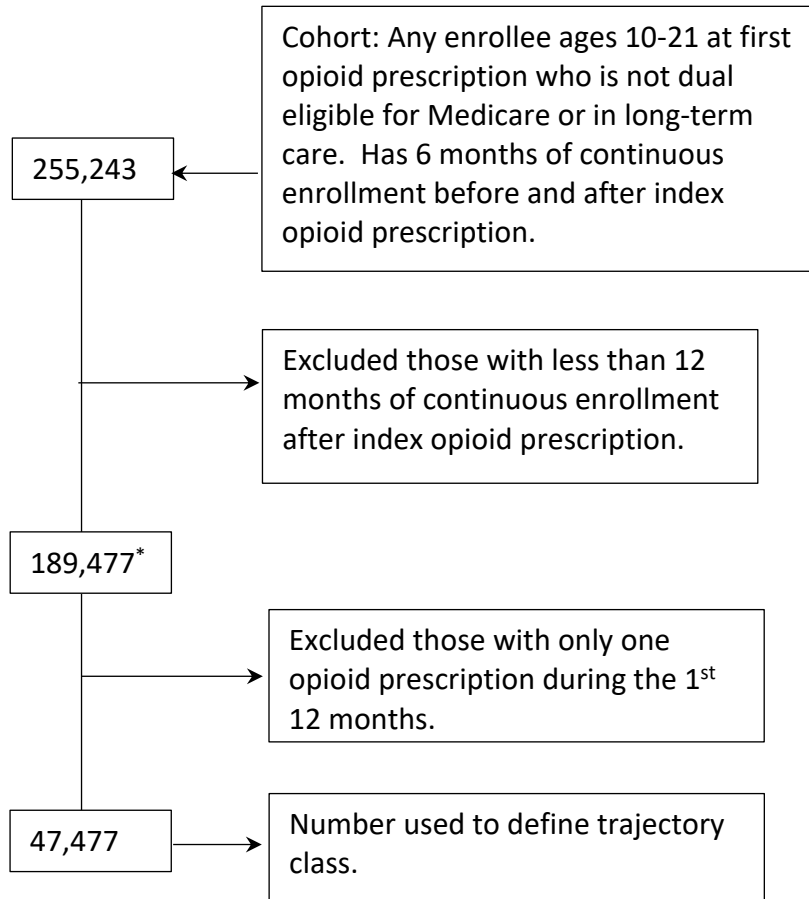 Cohort: Any enrollee ages 10-21 at first
opioid prescription who is not dual
eligible for Medicare or in long-term
care.  Has 6 months of continuous
enrollment before and after index
opioid prescription.
255,243
Excluded those with less than 12
months of continuous enrollment
after index opioid prescription.
189,477*
Excluded those with only one
opioid prescription during the 1st
12 months.
47,477
Number used to define trajectory
class.